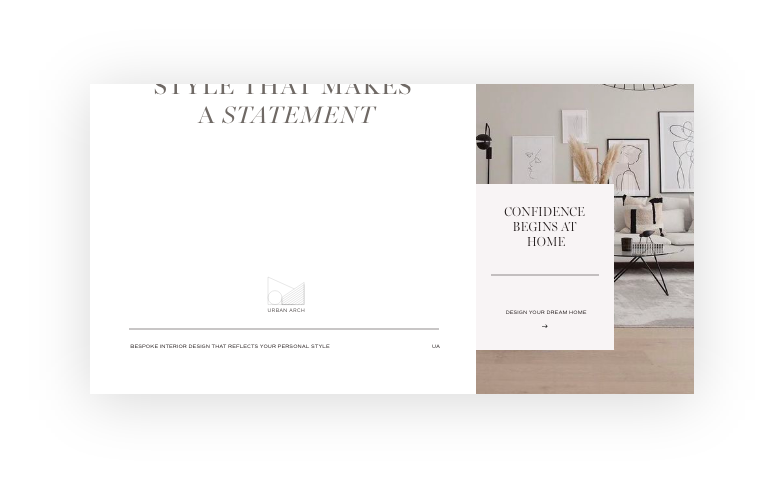 STYLE THAT MAKES
A STATEMENT
URBAN ARCH
BESPOKE INTERIOR DESIGN THAT REFLECTS YOUR PERSONAL STYLE
UA
CONFIDENCE
BEGINS AT
HOME
DESIGN YOUR DREAM HOME
→